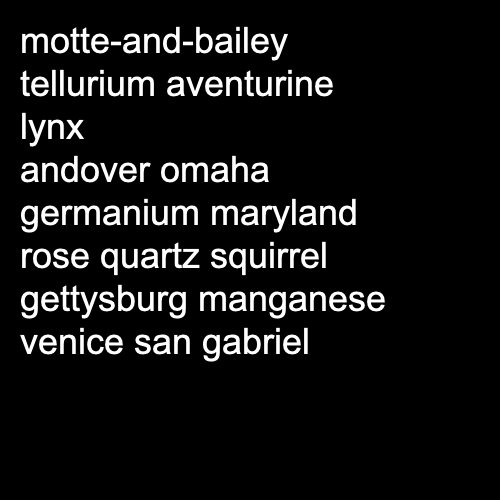 motte-and-bailey
tellurium aventurine
lynx
andover omaha
germanium maryland
rose quartz squirrel
gettysburg manganese
venice san gabriel